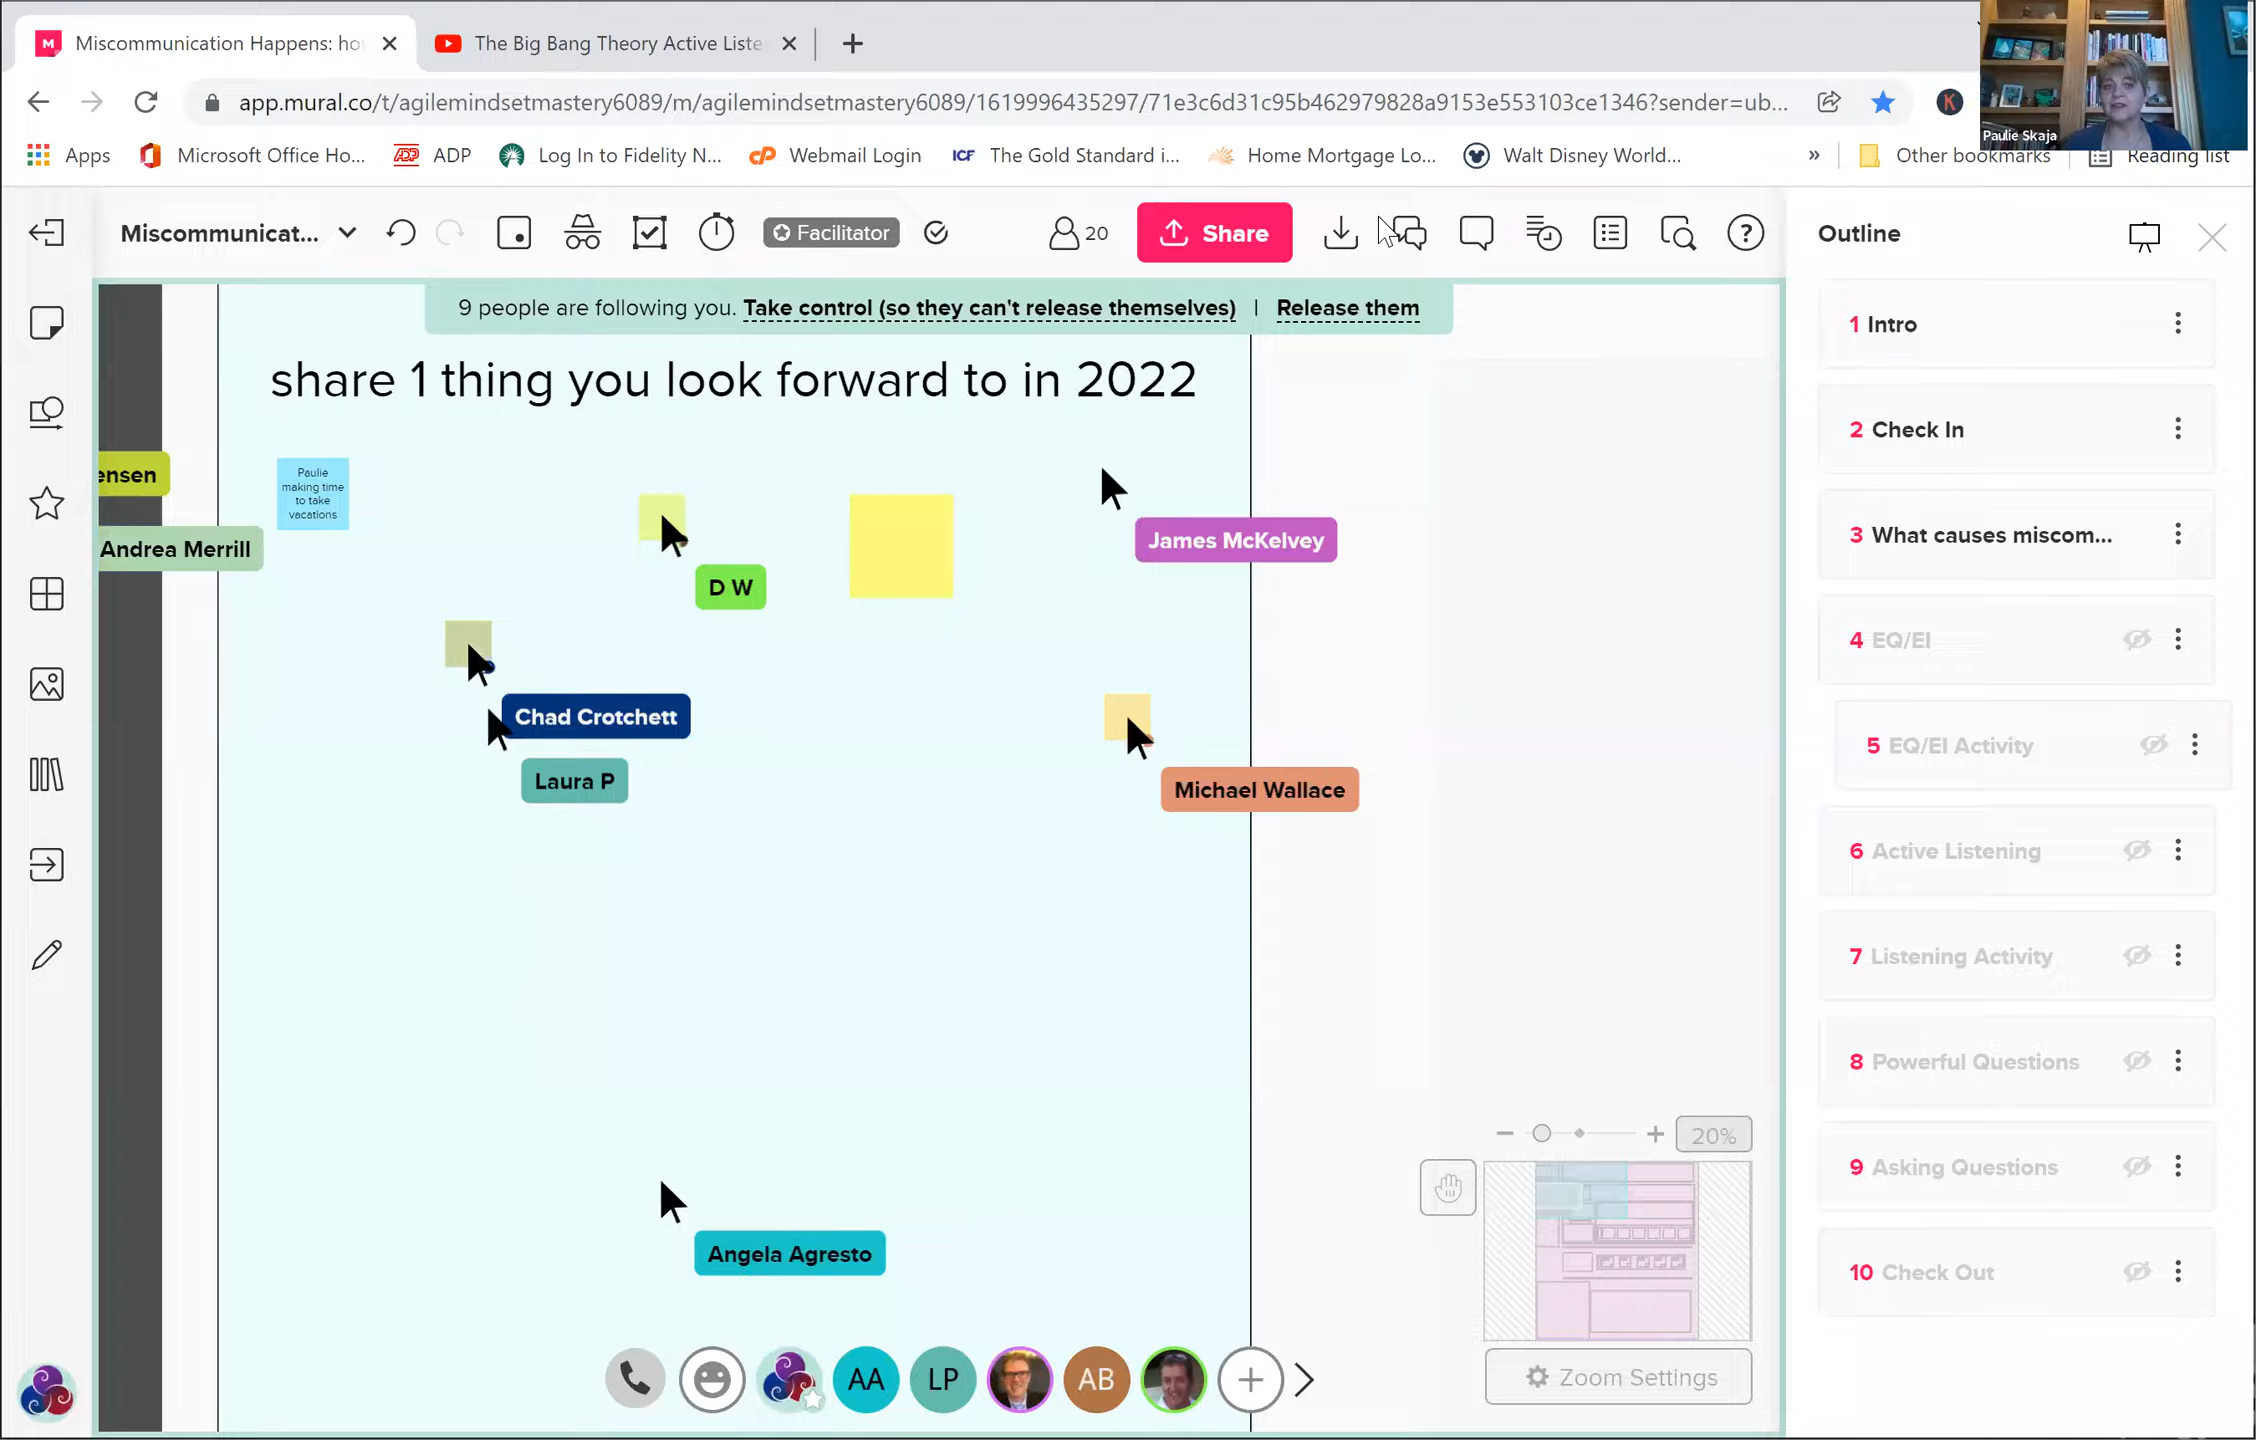 Miscommunication Happens: ho
The Big Bang Theory Active Liste
app.mural.co/t/agilemindsetmastery6089/m/agilemindsetmastery6089/1619996435297/71e3c6d31c95b462979828a9153e553103ce1346?sender=ub...
K
Paulie Skaja
Apps
Microsoft Office Ho...
ADP
Log In to Fidelity N...
Webmail Login
ICF
The Gold Standard i...
Home Mortgage Lo...
Walt Disney World...
Other bookmarks
Reading list
Miscommunicat...
Facilitator
20
Share
Outline
9 people are following you. Take control (so they can't release themselves) | Release them
share 1 thing you look forward to in 2022
ensen
Andrea Merrill
Paulie
making time
to take
vacations
D W
James McKelvey
Chad Crotchett
Laura P
Michael Wallace
Angela Agresto
1 Intro
2 Check In
3 What causes miscom...
4 EQ/EI
5 EQ/EI Activity
6 Active Listening
7 Listening Activity
8 Powerful Questions
9 Asking Questions
10 Check Out
20%
Zoom Settings
AA
LP
AB